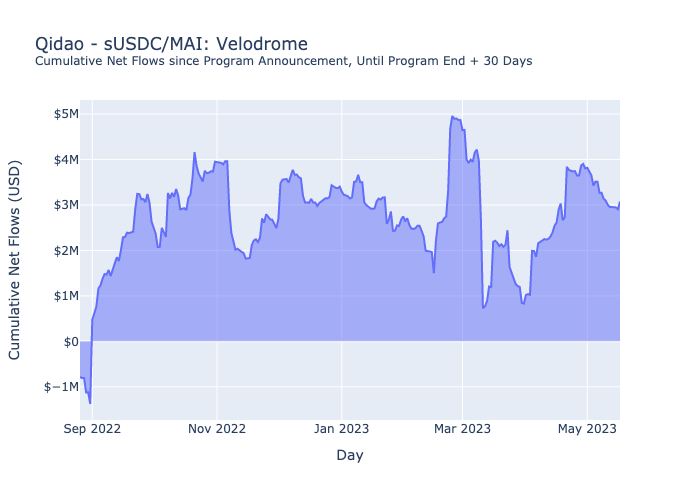 Qidao - sUSDC/MAI: Velodrome
Cumulative Net Flows since Program Announcement, Until Program End + 30 Days
Cumulative Net Flows (USD)
$5M
$4M
$3M
$2M
$1M
$0
$−1M
Sep 2022
Nov 2022
Jan 2023
Mar 2023
May 2023
Day